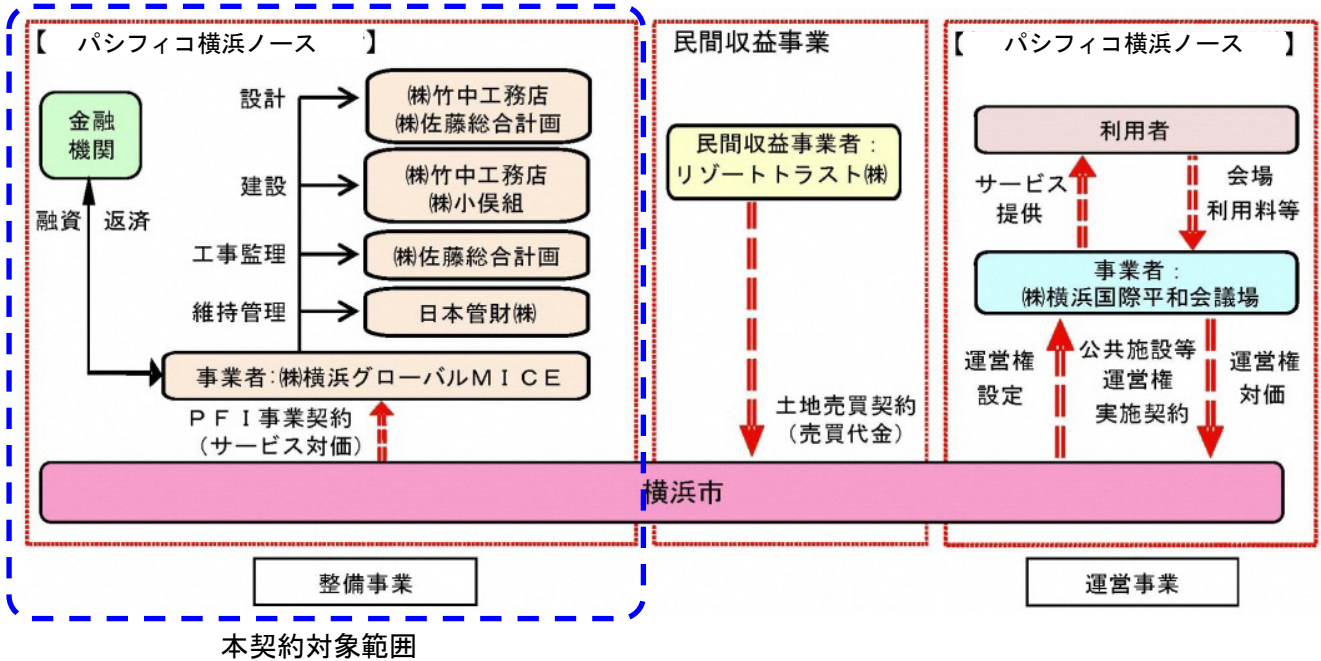 【 パシフィコ横浜ノース 】
金融
機関
融資 返済
設計
㈱竹中工務店
㈱佐藤総合計画
建設
㈱竹中工務店
㈱小俣組
工事監理
㈱佐藤総合計画
維持管理
日本管財㈱
事業者:㈱横浜グローバルＭＩＣＥ
ＰＦＩ事業契約
（サービス対価）
民間収益事業
民間収益事業者：
リゾートトラスト㈱
土地売買契約
（売買代金）
【 パシフィコ横浜ノース 】
利用者
サービス
提供
会場
利用料等
事業者：
㈱横浜国際平和会議場
運営権
設定
公共施設等
運営権
実施契約
運営権
対価
横浜市
整備事業
運営事業
本契約対象範囲